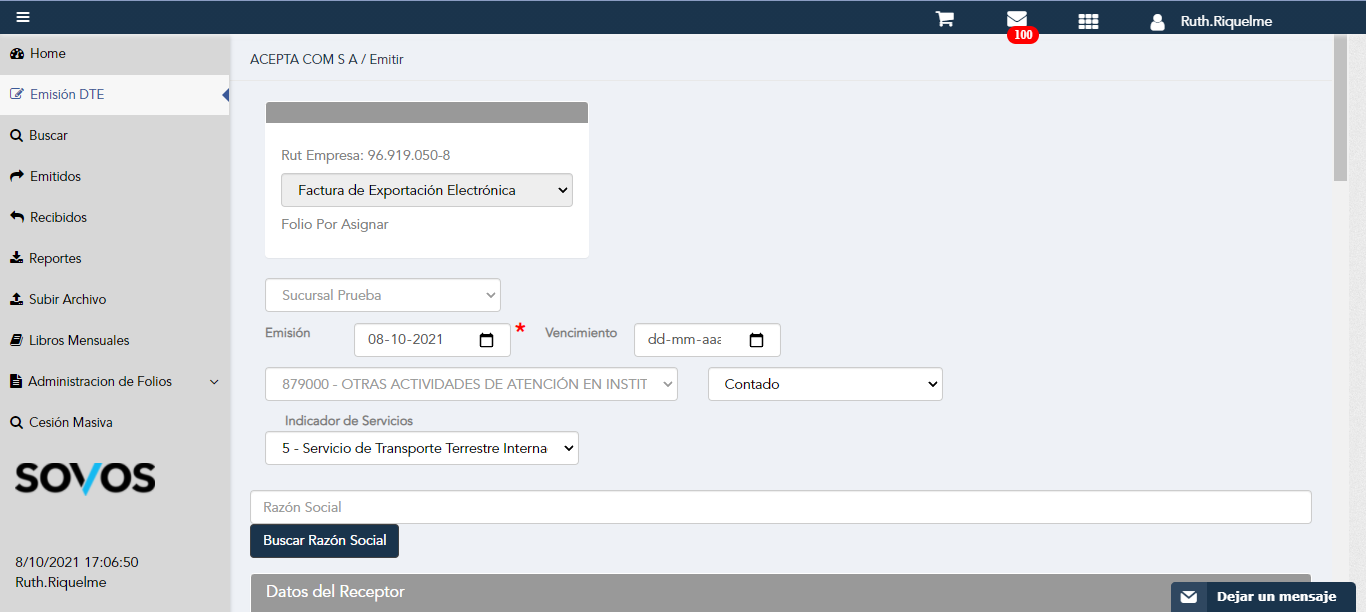 Ruth.Riquelme
100
Home
ACEPTA COM S A / Emitir
Emisión DTE
Buscar
Emitidos
Recibidos
Reportes
Subir Archivo
Libros Mensuales
Administracion de Folios
Cesión Masiva
SOVOS
8/10/2021 17:06:50
Ruth.Riquelme
Rut Empresa: 96.919.050-8
Factura de Exportación Electrónica
Folio Por Asignar
Sucursal Prueba
Emisión 08-10-2021 * Vencimiento dd-mm-aaa
879000 - OTRAS ACTIVIDADES DE ATENCIÓN EN INSTIT Contado
Indicador de Servicios
5 - Servicio de Transporte Terrestre Interna
Razón Social
Buscar Razón Social
Datos del Receptor
Dejar un mensaje